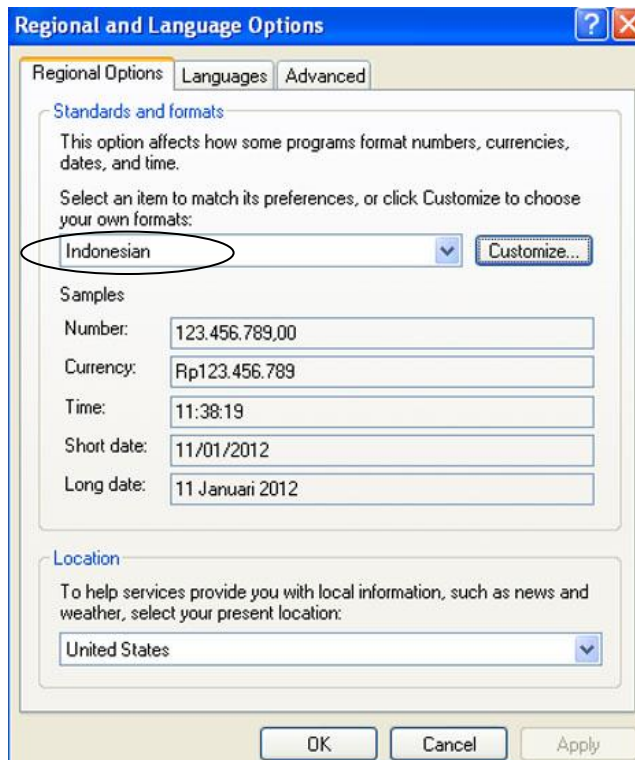 Regional and Language Options
Regional Options Languages Advanced
Standards and formats
This option affects how some programs format numbers, currencies,
dates, and time.
Select an item to match its preferences, or click Customize to choose
your own formats:
Indonesian Customize...
Samples
Number: 123.456.789,00
Currency: Rp123.456.789
Time: 11:38:19
Short date: 11/01/2012
Long date: 11 Januari 2012
Location
To help services provide you with local information, such as news and
weather, select your present location:
United States
OK Cancel Apply